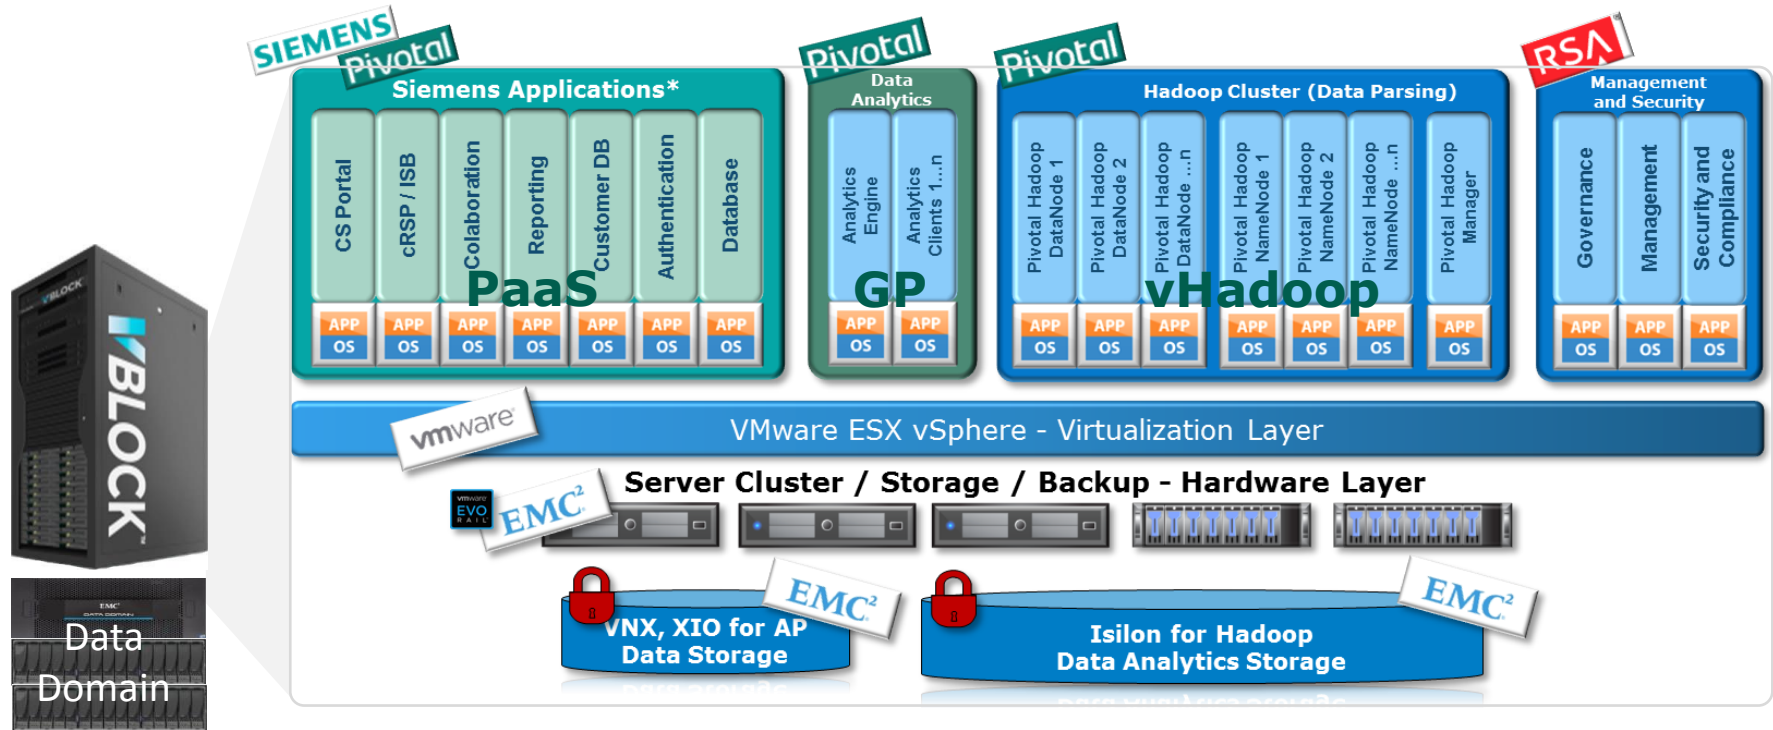 SIEMENS
Pivotal
Pivotal
Pivotal
RSA
Siemens Applications*
CS Portal
cRSP / ISB
Colaboration
Reporting
Customer DB
Authentication
Database
PaaS
APP
OS
APP
OS
APP
OS
APP
OS
APP
OS
APP
OS
APP
OS
Data
Analytics
Analytics
Engine
Analytics
Clients 1...n
GP
APP
OS
APP
OS
Hadoop Cluster (Data Parsing)
Pivotal Hadoop
DataNode 1
Pivotal Hadoop
DataNode 2
Pivotal Hadoop
DataNode ...n
Pivotal Hadoop
NameNode 1
Pivotal Hadoop
NameNode 2
Pivotal Hadoop
NameNode ...n
Pivotal Hadoop
Manager
vHadoop
APP
OS
APP
OS
APP
OS
APP
OS
APP
OS
APP
OS
APP
OS
Management
and Security
Governance
Management
Security and
Compliance
APP
OS
APP
OS
APP
OS
VBLOCK
VBLOCK™
vmware
VMware ESX vSphere - Virtualization Layer
Server Cluster / Storage / Backup - Hardware Layer
vmware
EVO
RAIL
EMC²
EMC²
VNX, XIO for AP
Data Storage
EMC²
Isilon for Hadoop
Data Analytics Storage
EMC²
DATA DOMAIN
Data
Domain